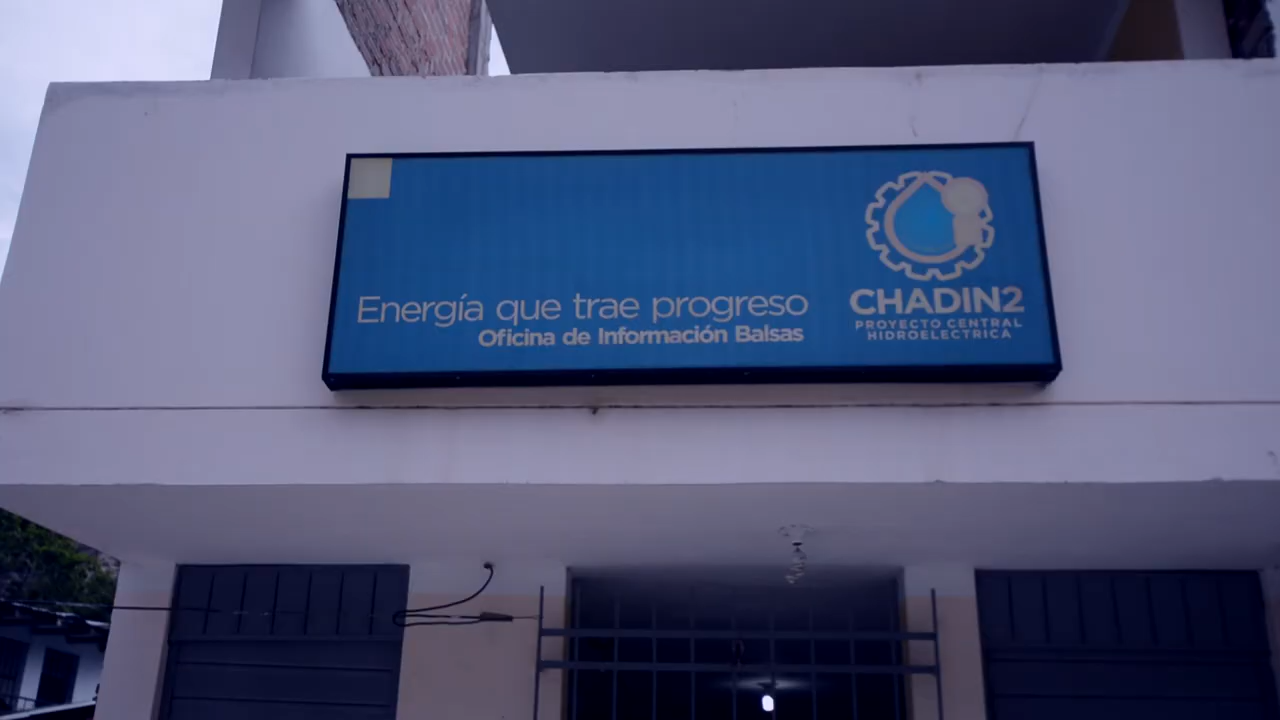 Energía que trae progreso
Oficina de Información Balsas
CHADIN2
PROYECTO CENTRAL
HIDROELECTRICA